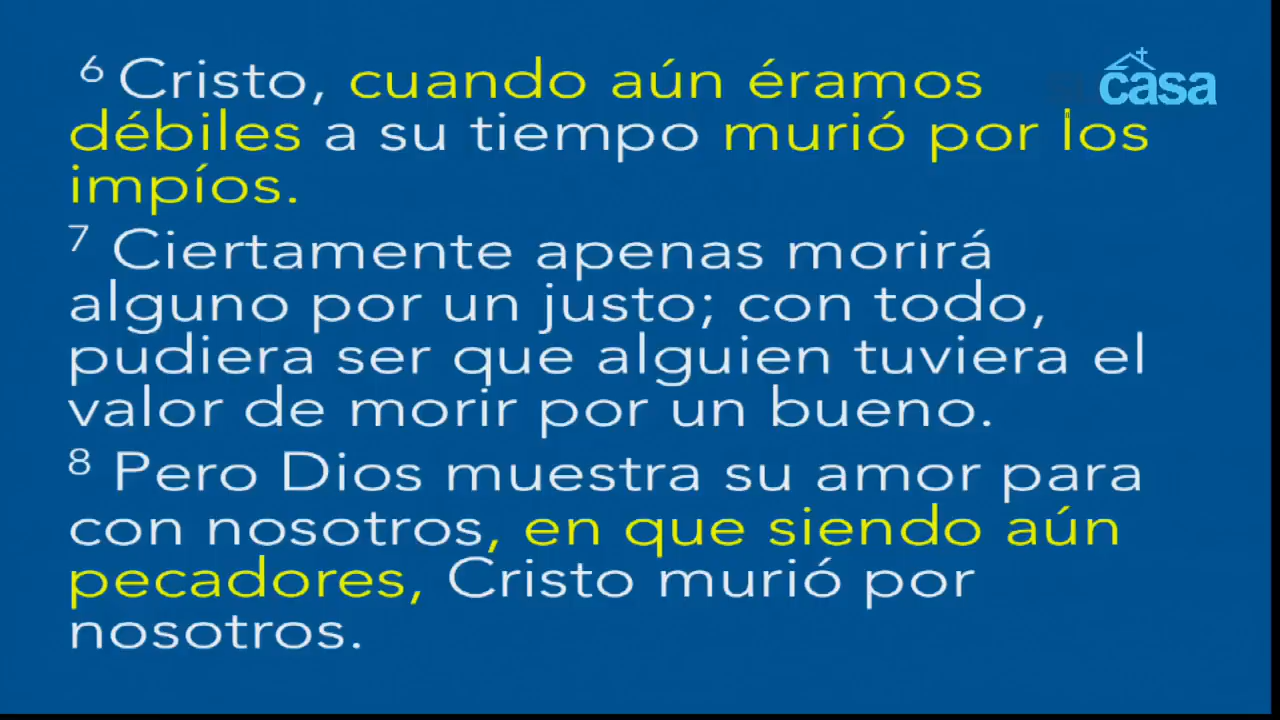 6 Cristo, cuando aún éramos
casa
débiles a su tiempo murió por los
impíos.
7 Ciertamente apenas morirá
alguno por un justo; con todo,
pudiera ser que alguien tuviera el
valor de morir por un bueno.
8 Pero Dios muestra su amor para
con nosotros, en que siendo aún
pecadores, Cristo murió por
nosotros.